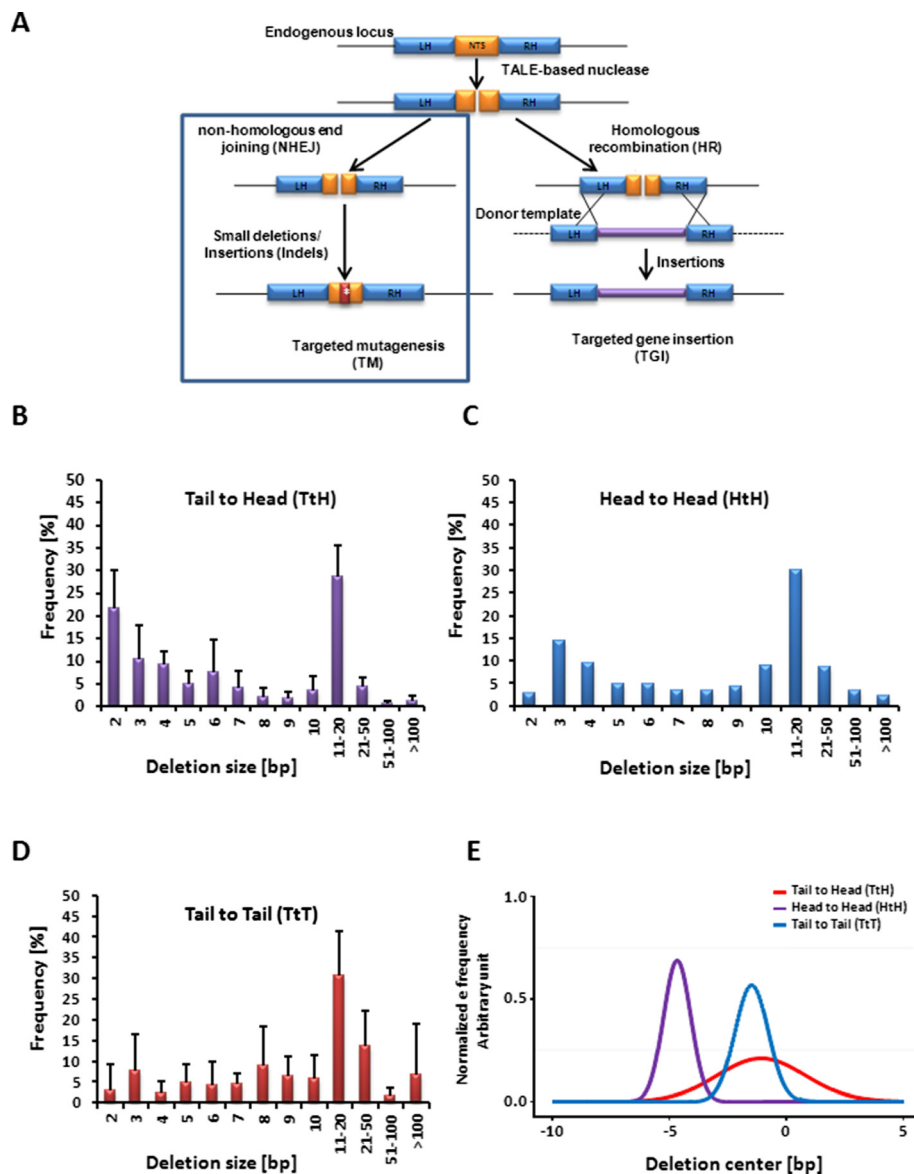 A
Endogenous locus
LH NTS RH
TALE-based nuclease
LH RH
non-homologous end
joining (NHEJ)
Homologous
recombination (HR)
LH RH
LH RH
Donor template
LH RH
Small deletions/
Insertions (Indels)
Insertions
LH * RH
LH RH
Targeted mutagenesis
(TM)
Targeted gene insertion
(TGI)
B
Tail to Head (TtH)
Frequency [%]
50
45
40
35
30
25
20
15
10
5
0
2 3 4 5 6 7 8 9 10 11-20 21-50 51-100 >100
Deletion size [bp]
C
Head to Head (HtH)
Frequency [%]
50
45
40
35
30
25
20
15
10
5
0
2 3 4 5 6 7 8 9 10 11-20 21-50 51-100 >100
Deletion size [bp]
D
Tail to Tail (TtT)
Frequency [%]
50
45
40
35
30
25
20
15
10
5
0
2 3 4 5 6 7 8 9 10 11-20 21-50 51-100 >100
Deletion size [bp]
E
Tail to Head (TtH)
Head to Head (HtH)
Tail to Tail (TtT)
Normalized e frequency
Arbitrary unit
1.0
0.5
0.0
-10 -5 0 5
Deletion center [bp]